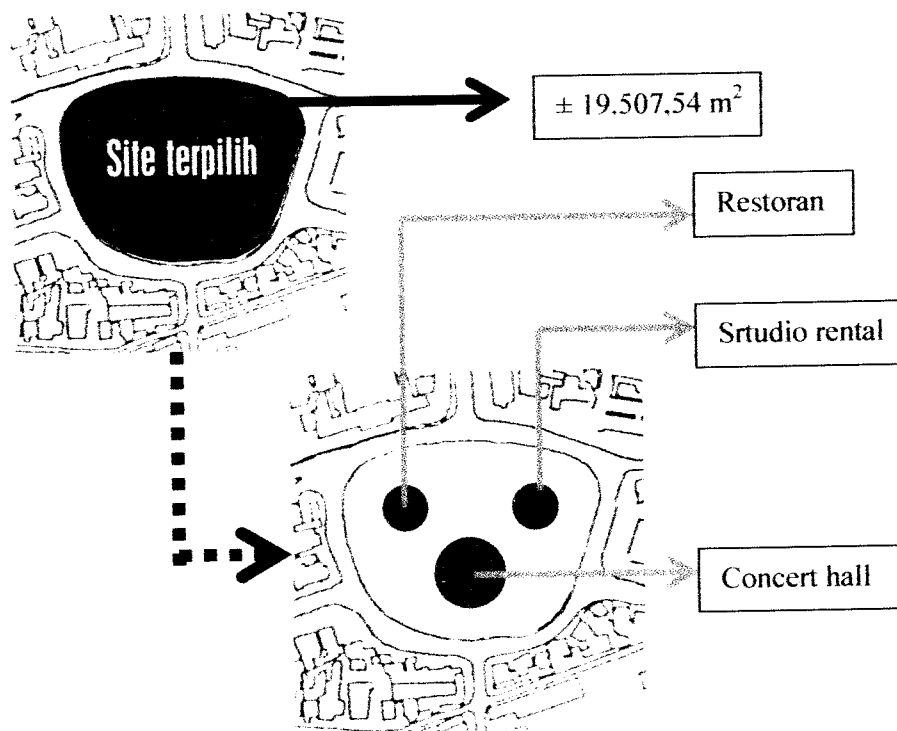 ± 19.507,54 m²
Site terpilih
Restoran
Srtudio rental
Concert hall